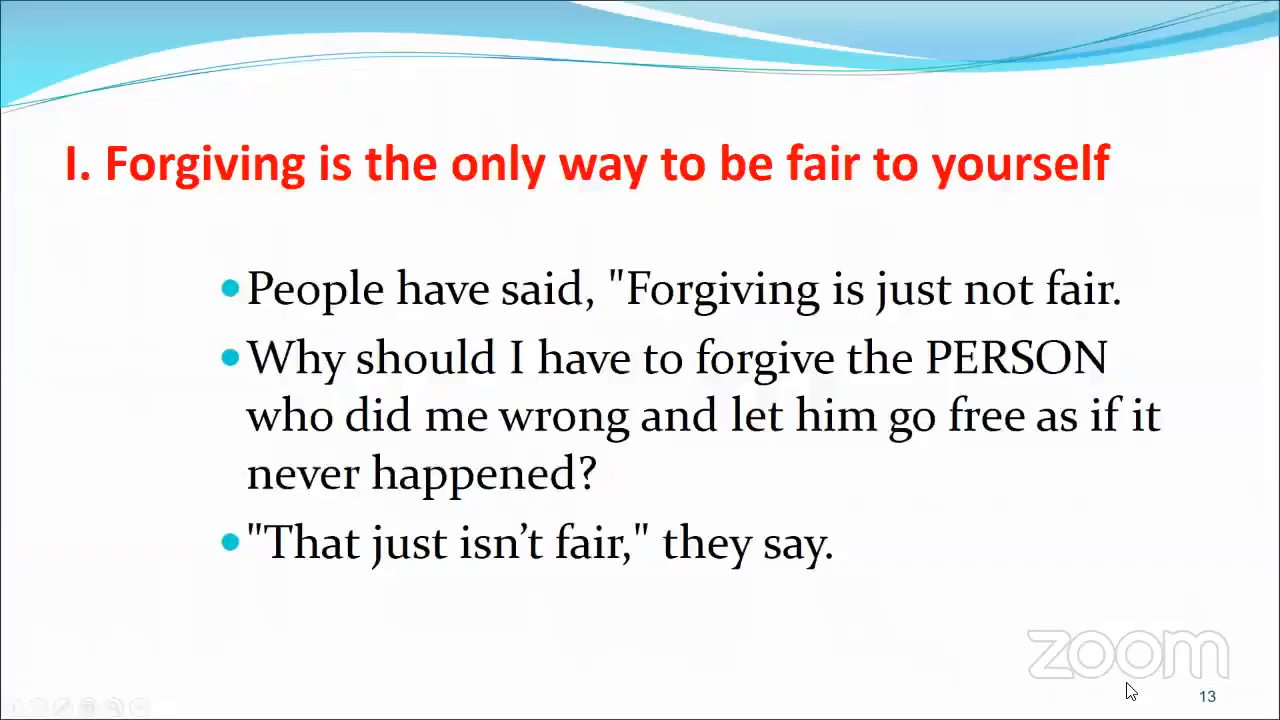 I. Forgiving is the only way to be fair to yourself
People have said, "Forgiving is just not fair.
Why should I have to forgive the PERSON
who did me wrong and let him go free as if it
never happened?
"That just isn’t fair," they say.
zoom
13